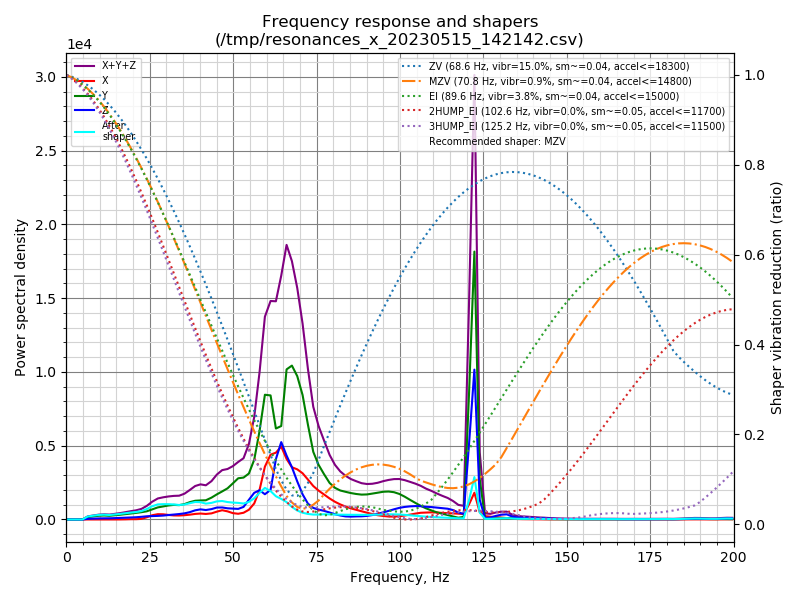 Frequency response and shapers
(/tmp/resonances_x_20230515_142142.csv)
1e4
X+Y+Z
X
Y
Z
After
shaper
ZV (68.6 Hz, vibr=15.0%, sm~=0.04, accel<=18300)
MZV (70.8 Hz, vibr=0.9%, sm~=0.04, accel<=14800)
EI (89.6 Hz, vibr=3.8%, sm~=0.04, accel<=15000)
2HUMP_EI (102.6 Hz, vibr=0.0%, sm~=0.05, accel<=11700)
3HUMP_EI (125.2 Hz, vibr=0.0%, sm~=0.05, accel<=11500)
Recommended shaper: MZV
3.0
2.5
2.0
1.5
1.0
0.5
0.0
Power spectral density
1.0
0.8
0.6
0.4
0.2
0.0
Shaper vibration reduction (ratio)
0 25 50 75 100 125 150 175 200
Frequency, Hz